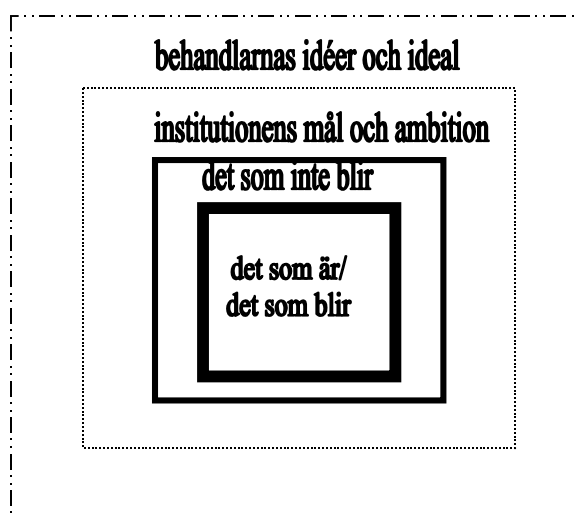 behandlarnas idéer och ideal
institutionens mål och ambition
det som inte blir
det som är/
det som blir